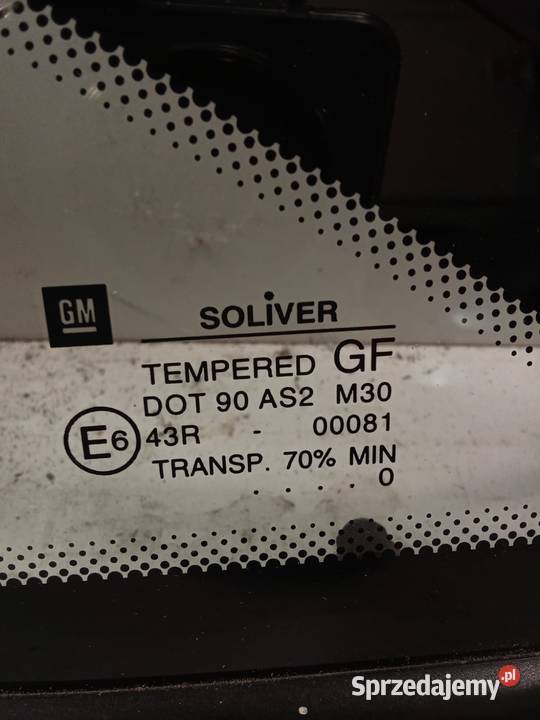 GM
SOLIVER
TEMPERED GF
DOT 90 AS2 M30
E6 43R - 00081
TRANSP. 70% MIN
. . . . 0
Sprzedajemy.pl